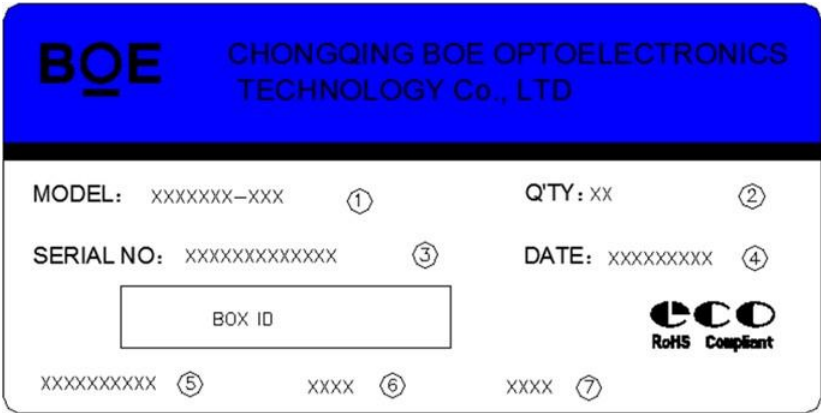 BOE
CHONGQING BOE OPTOELECTRONICS
TECHNOLOGY Co., LTD
MODEL: XXXXXXX-XXX ① Q'TY: XX ②
SERIAL NO: XXXXXXXXXXXXX ③ DATE: XXXXXXXXX ④
BOX ID
eco
RoHS Compliant
XXXXXXXXXX ⑤ XXXX ⑥ XXXX ⑦